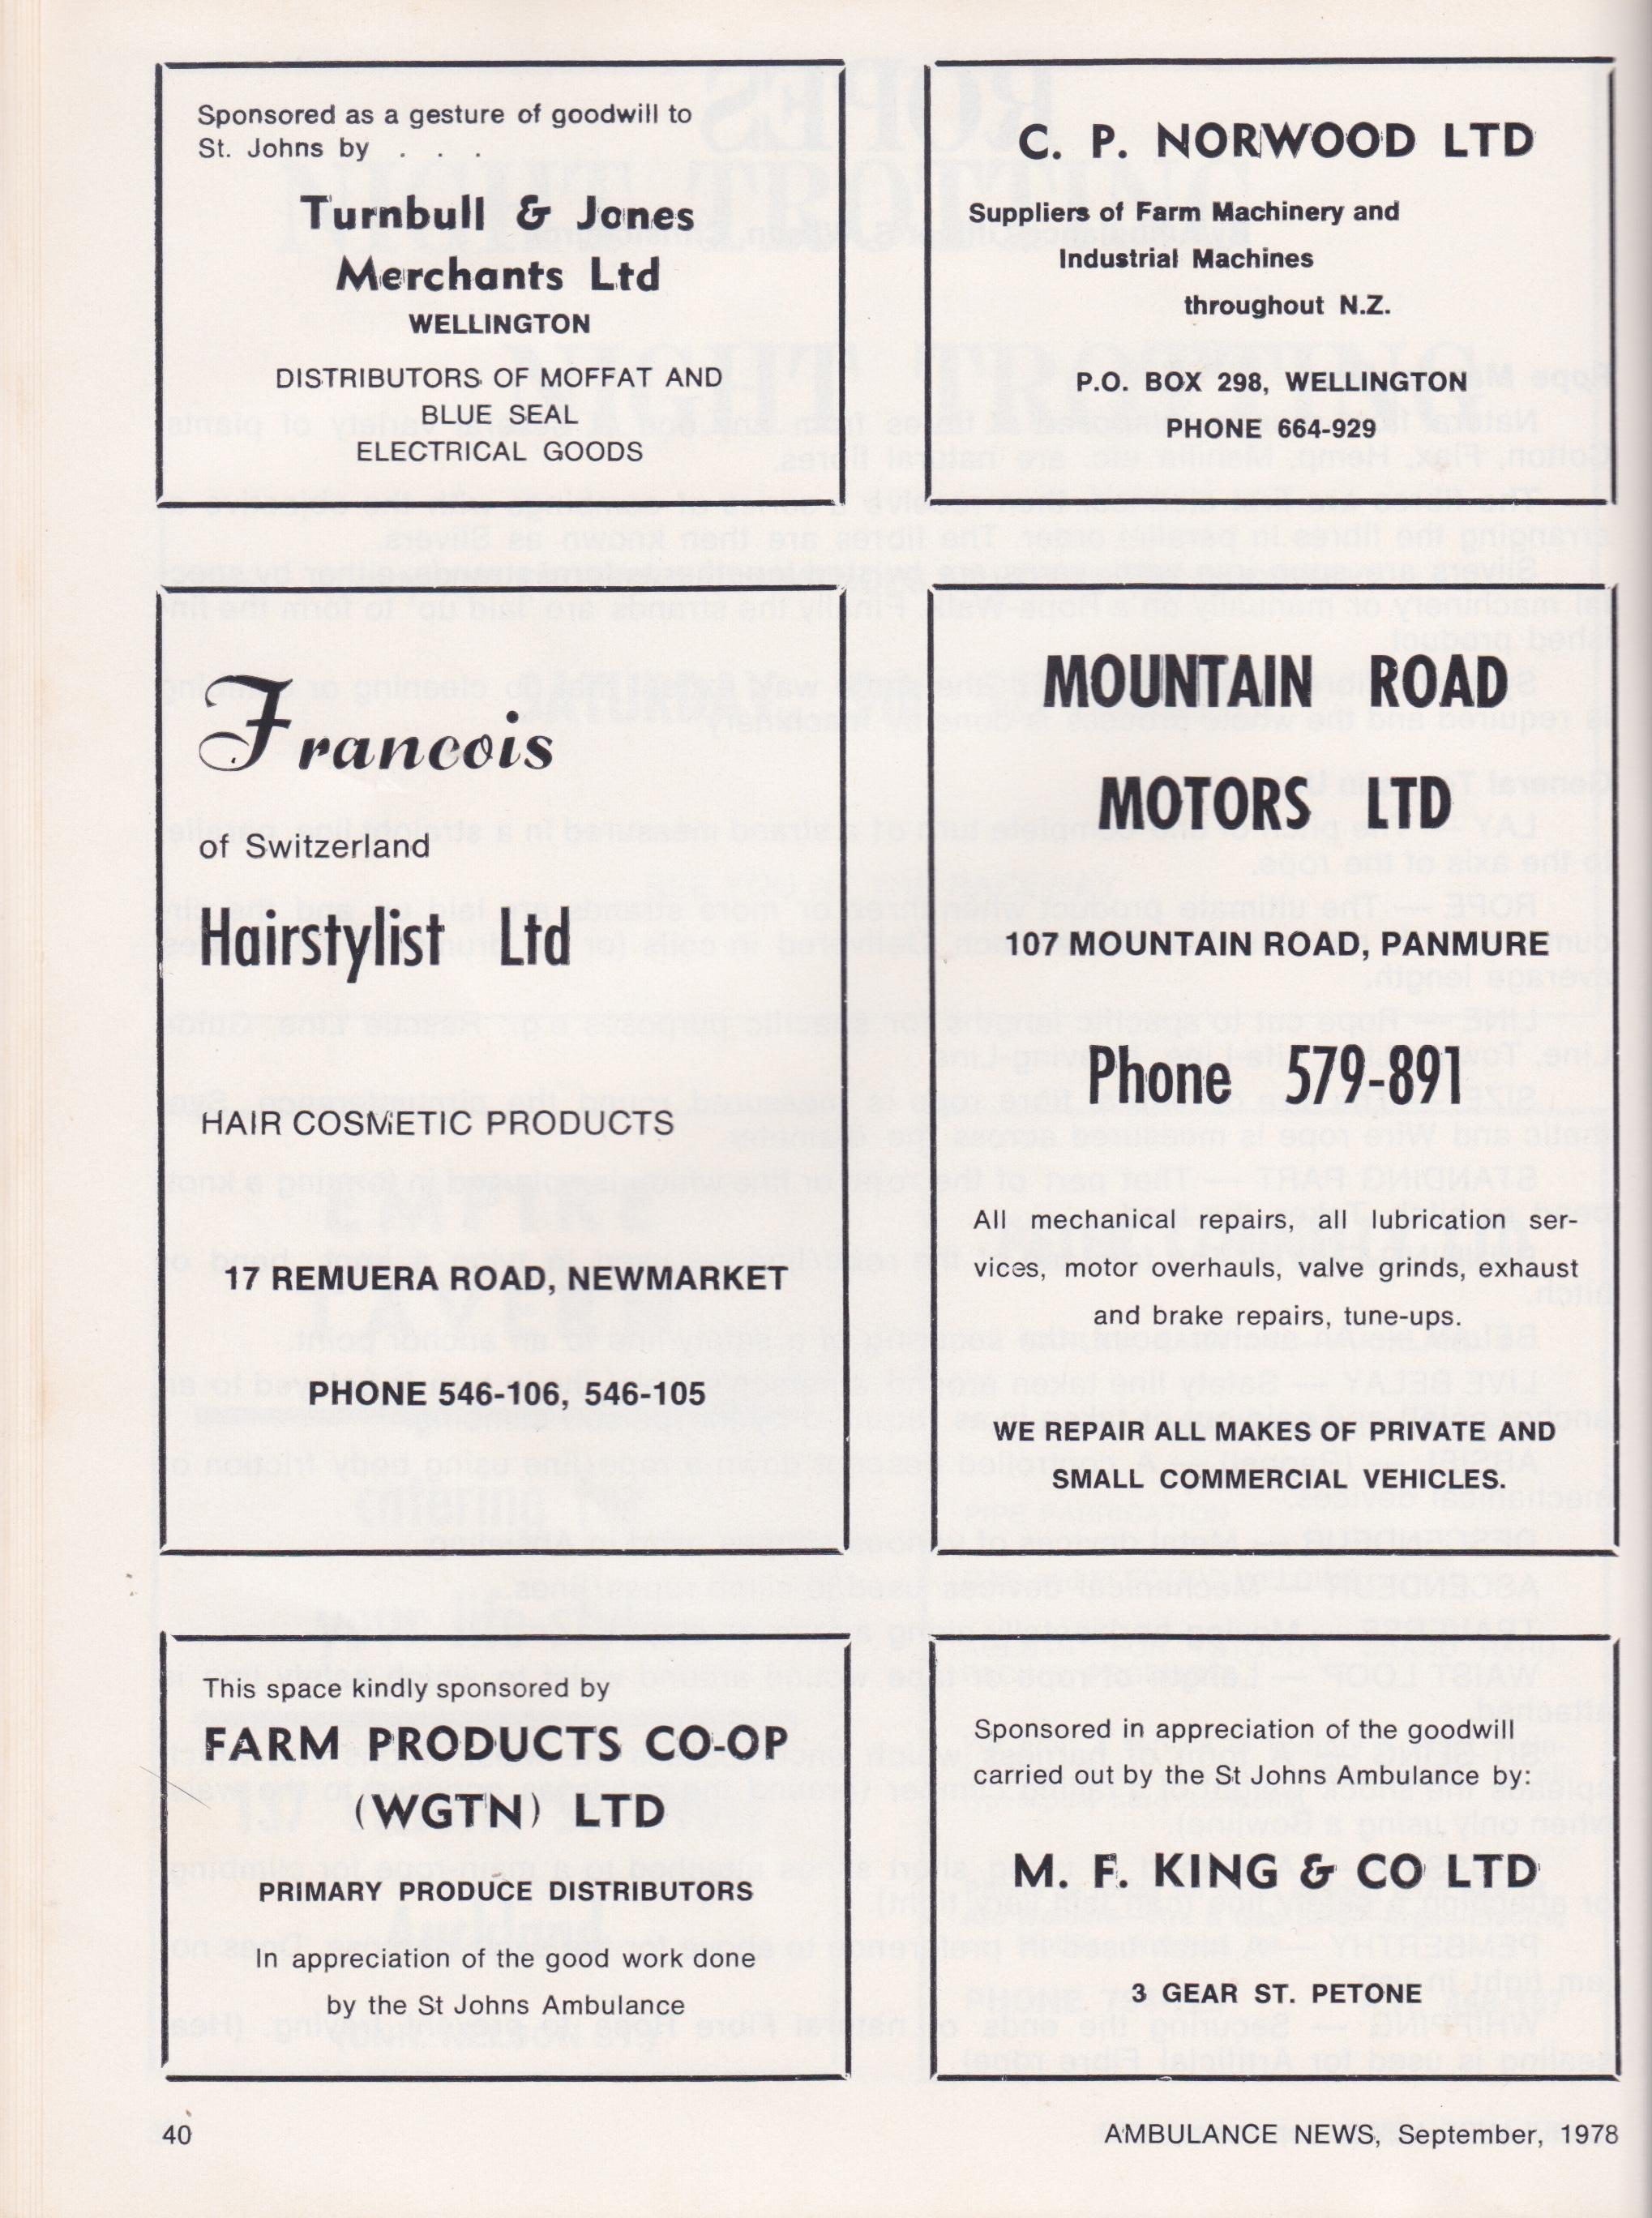 Sponsored as a gesture of goodwill to
St. Johns by . . .
Turnbull & Jones
Merchants Ltd
WELLINGTON
DISTRIBUTORS OF MOFFAT AND
BLUE SEAL
ELECTRICAL GOODS
C. P. NORWOOD LTD
Suppliers of Farm Machinery and
Industrial Machines
throughout N.Z.
P.O. BOX 298, WELLINGTON
PHONE 664-929
Francois
of Switzerland
Hairstylist Ltd
HAIR COSMETIC PRODUCTS
17 REMUERA ROAD, NEWMARKET
PHONE 546-106, 546-105
MOUNTAIN ROAD
MOTORS LTD
107 MOUNTAIN ROAD, PANMURE
Phone 579-891
All mechanical repairs, all lubrication ser-
vices, motor overhauls, valve grinds, exhaust
and brake repairs, tune-ups.
WE REPAIR ALL MAKES OF PRIVATE AND
SMALL COMMERCIAL VEHICLES.
This space kindly sponsored by
FARM PRODUCTS CO-OP
(WGTN) LTD
PRIMARY PRODUCE DISTRIBUTORS
In appreciation of the good work done
by the St Johns Ambulance
Sponsored in appreciation of the goodwill
carried out by the St Johns Ambulance by:
M. F. KING & CO LTD
3 GEAR ST. PETONE
40
AMBULANCE NEWS, September, 1978